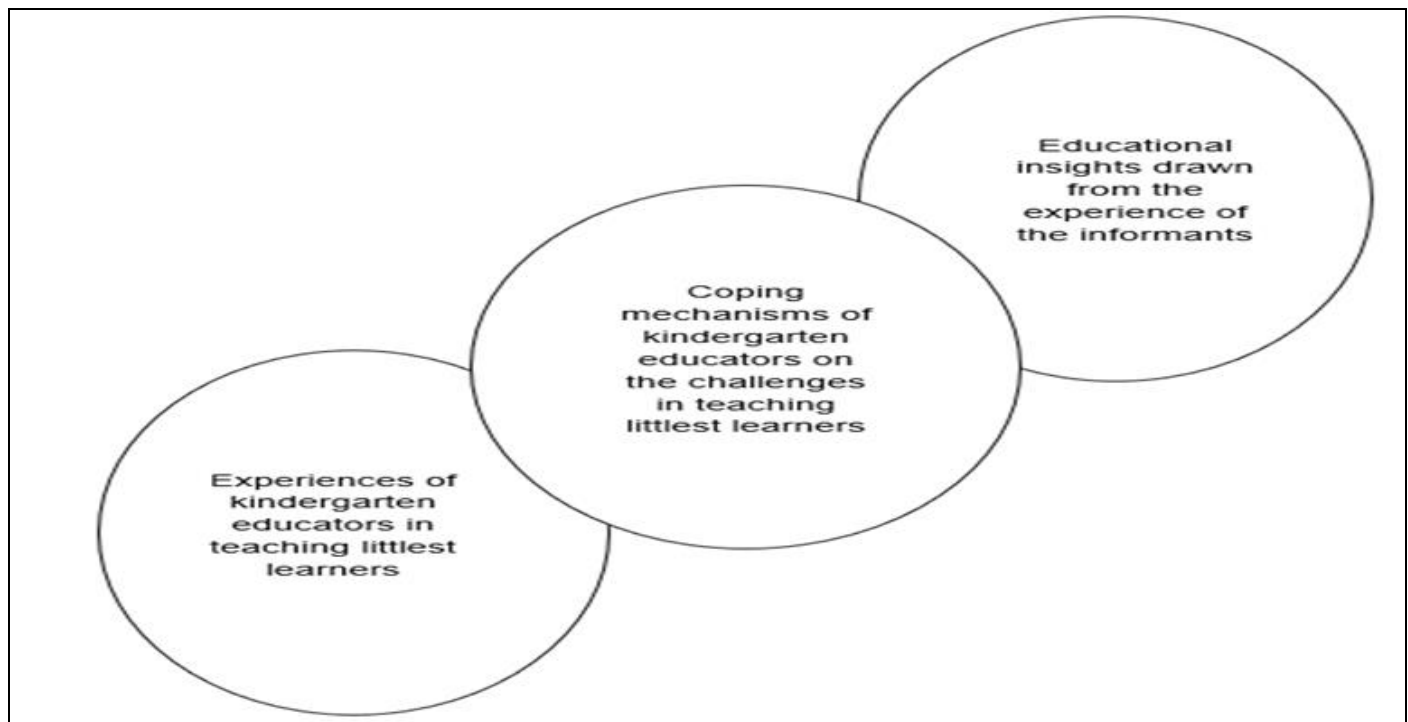 Educational
insights drawn
from the
experience of
the informants
Coping
mechanisms of
kindergarten
educators on
the challenges
in teaching
littlest learners
Experiences of
kindergarten
educators in
teaching littlest
learners